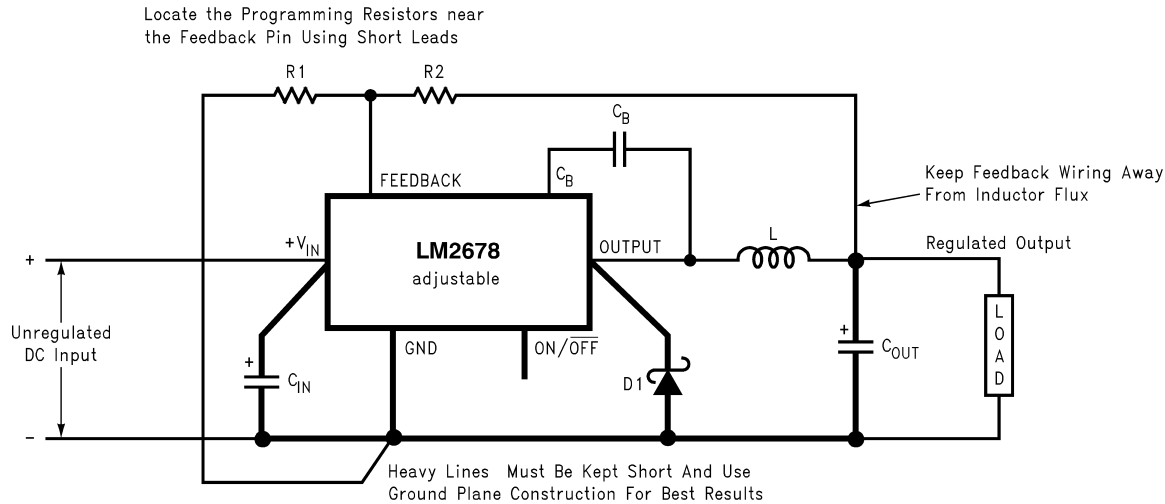 Locate the Programming Resistors near
the Feedback Pin Using Short Leads
R1
R2
C_B
FEEDBACK
C_B
Keep Feedback Wiring Away
From Inductor Flux
+V_IN
LM2678
adjustable
OUTPUT
L
Regulated Output
+
Unregulated
DC Input
-
+
C_IN
GND
ON/O̅F̅F̅
D1
+
C_OUT
LOAD
Heavy Lines Must Be Kept Short And Use
Ground Plane Construction For Best Results